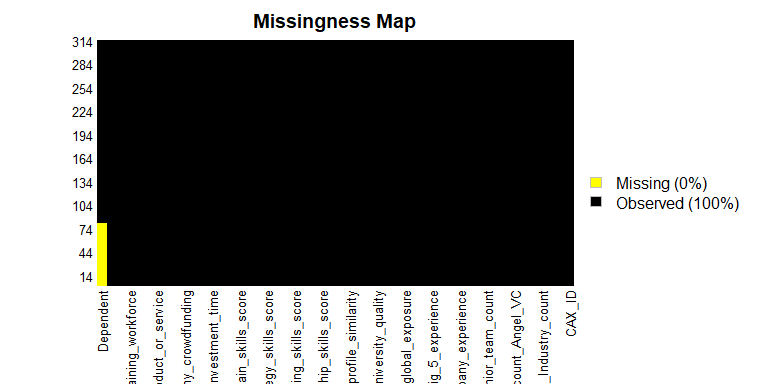 Missingness Map
314
284
254
224
194
164
134
104
74
44
14
Missing (0%)
Observed (100%)
Dependent
aining_workforce
duct_or_service
ny_crowdfunding
nvestment_time
ain_skills_score
egy_skills_score
ing_skills_score
hip_skills_score
profile_similarity
niversity_quality
global_exposure
ig_5_experience
pany_experience
nior_team_count
count_Angel_VC
_Industry_count
CAX_ID